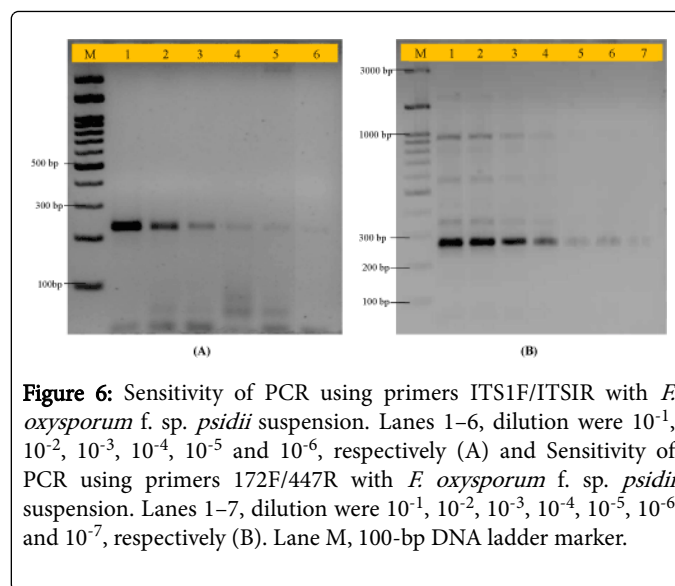 M 1 2 3 4 5 6
500 bp
300 bp
100bp
(A)
M 1 2 3 4 5 6 7
3000 bp
1000 bp
300 bp
200 bp
100 bp
(B)
Figure 6: Sensitivity of PCR using primers ITS1F/ITSIR with F.
oxysporum f. sp. psidii suspension. Lanes 1–6, dilution were 10-1,
10-2, 10-3, 10-4, 10-5 and 10-6, respectively (A) and Sensitivity of
PCR using primers 172F/447R with F. oxysporum f. sp. psidii
suspension. Lanes 1–7, dilution were 10-1, 10-2, 10-3, 10-4, 10-5, 10-6
and 10-7, respectively (B). Lane M, 100-bp DNA ladder marker.